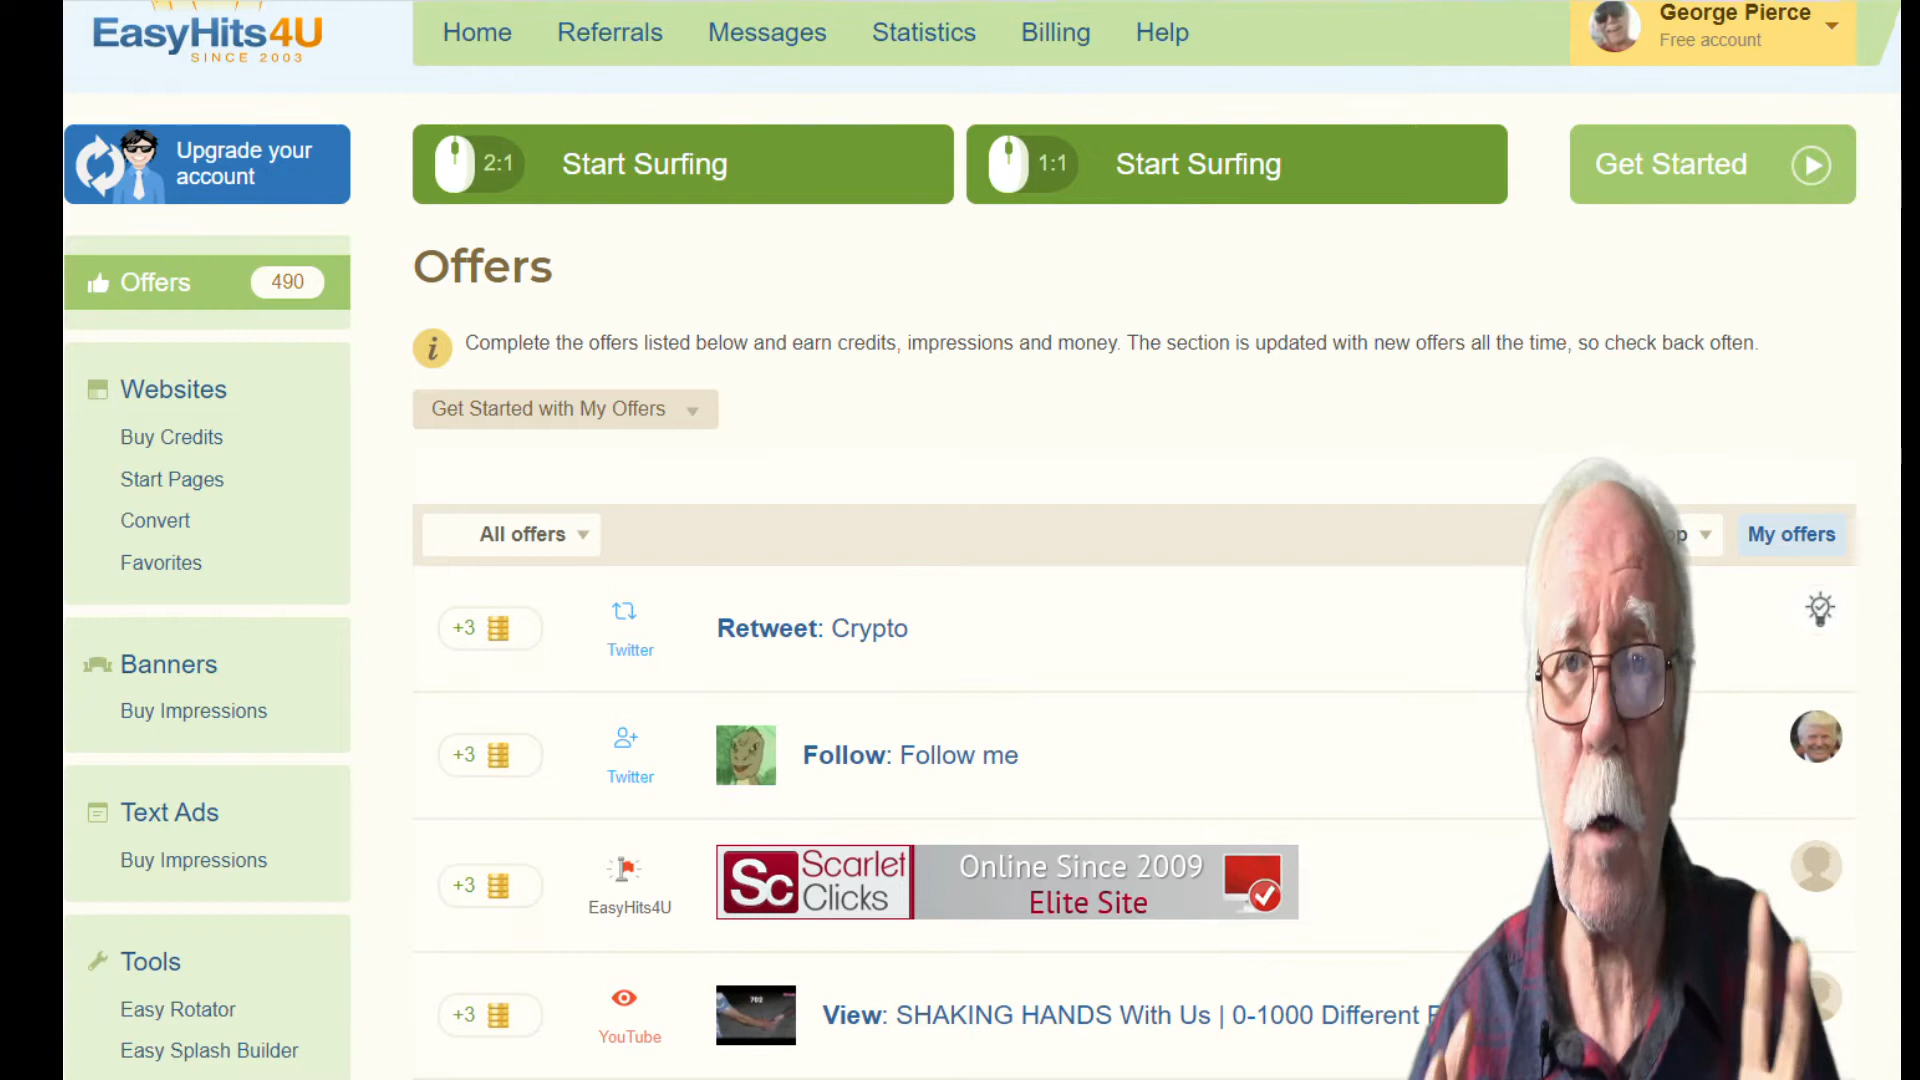 EasyHits4U
SINCE 2003
Home
Referrals
Messages
Statistics
Billing
Help
George Pierce
Free account
Upgrade your
account
2:1
Start Surfing
1:1
Start Surfing
Get Started
Offers
490
Offers
i
Complete the offers listed below and earn credits, impressions and money. The section is updated with new offers all the time, so check back often.
Get Started with My Offers
Websites
Buy Credits
Start Pages
Convert
Favorites
All offers
My offers
Banners
Buy Impressions
Text Ads
Buy Impressions
Tools
Easy Rotator
Easy Splash Builder
+3
Twitter
Retweet: Crypto
+3
Twitter
Follow: Follow me
+3
EasyHits4U
Sc
Scarlet
Clicks
Online Since 2009
Elite Site
+3
YouTube
702
View: SHAKING HANDS With Us | 0-1000 Different